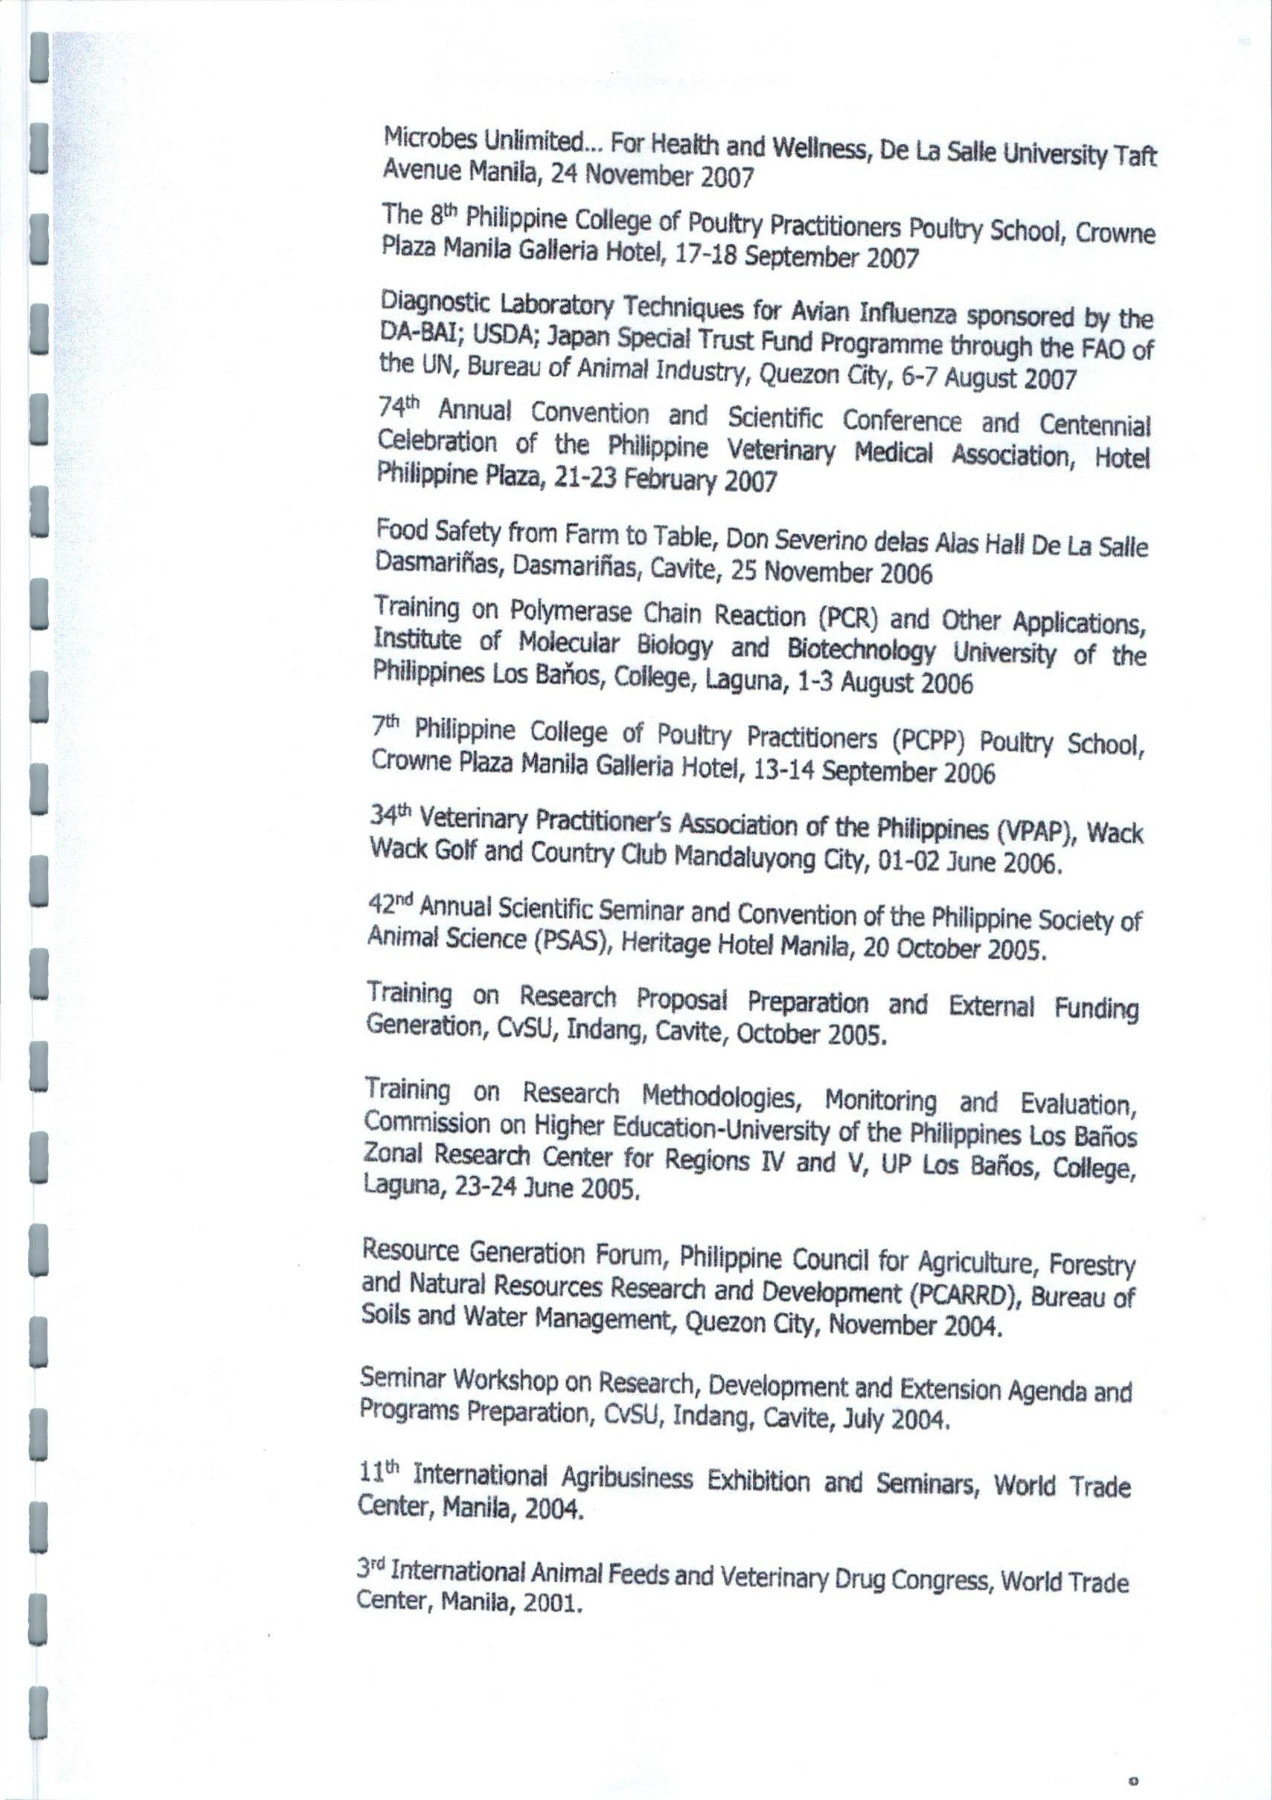 Microbes Unlimited... For Health and Wellness, De La Salle University Taft
Avenue Manila, 24 November 2007
The 8th Philippine College of Poultry Practitioners Poultry School, Crowne
Plaza Manila Galleria Hotel, 17-18 September 2007
Diagnostic Laboratory Techniques for Avian Influenza sponsored by the
DA-BAI; USDA; Japan Special Trust Fund Programme through the FAO of
the UN, Bureau of Animal Industry, Quezon City, 6-7 August 2007
74th Annual Convention and Scientific Conference and Centennial
Celebration of the Philippine Veterinary Medical Association, Hotel
Philippine Plaza, 21-23 February 2007
Food Safety from Farm to Table, Don Severino delas Alas Hall De La Salle
Dasmariñas, Dasmariñas, Cavite, 25 November 2006
Training on Polymerase Chain Reaction (PCR) and Other Applications,
Institute of Molecular Biology and Biotechnology University of the
Philippines Los Baňos, College, Laguna, 1-3 August 2006
7th Philippine College of Poultry Practitioners (PCPP) Poultry School,
Crowne Plaza Manila Galleria Hotel, 13-14 September 2006
34th Veterinary Practitioner's Association of the Philippines (VPAP), Wack
Wack Golf and Country Club Mandaluyong City, 01-02 June 2006.
42nd Annual Scientific Seminar and Convention of the Philippine Society of
Animal Science (PSAS), Heritage Hotel Manila, 20 October 2005.
Training on Research Proposal Preparation and External Funding
Generation, CvSU, Indang, Cavite, October 2005.
Training on Research Methodologies, Monitoring and Evaluation,
Commission on Higher Education-University of the Philippines Los Baños
Zonal Research Center for Regions IV and V, UP Los Baños, College,
Laguna, 23-24 June 2005.
Resource Generation Forum, Philippine Council for Agriculture, Forestry
and Natural Resources Research and Development (PCARRD), Bureau of
Soils and Water Management, Quezon City, November 2004.
Seminar Workshop on Research, Development and Extension Agenda and
Programs Preparation, CvSU, Indang, Cavite, July 2004.
11th International Agribusiness Exhibition and Seminars, World Trade
Center, Manila, 2004.
3rd International Animal Feeds and Veterinary Drug Congress, World Trade
Center, Manila, 2001.